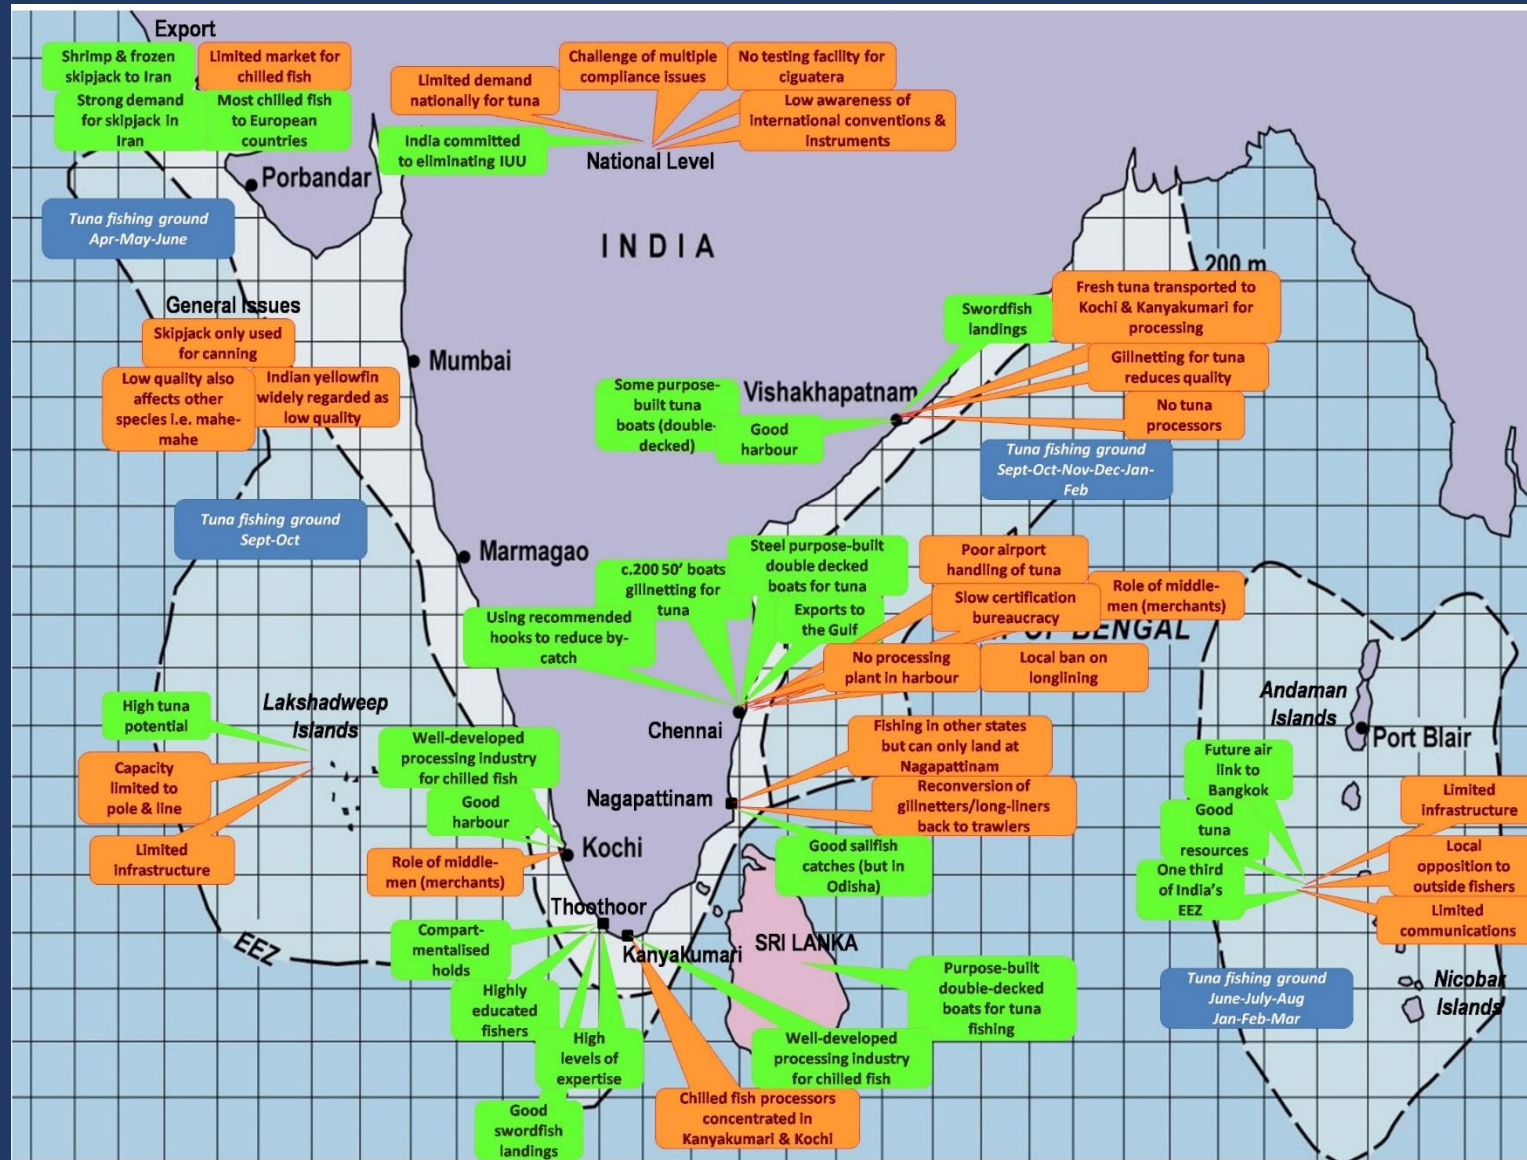 Export
Shrimp & frozen
skipjack to Iran
Limited market for
chilled fish
Strong demand
for skipjack in
Iran
Most chilled fish
to European
countries
Limited demand
nationally for tuna
Challenge of multiple
compliance issues
No testing facility for
ciguatera
Low awareness of
international conventions &
instruments
India committed
to eliminating IUU
National Level
Porbandar
Tuna fishing ground
Apr-May-June
INDIA
200 m
General Issues
Skipjack only used
for canning
Low quality also
affects other
species i.e. mahe-
mahe
Indian yellowfin
widely regarded as
low quality
Mumbai
Swordfish
landings
Fresh tuna transported to
Kochi & Kanyakumari for
processing
Gillnetting for tuna
reduces quality
No tuna
processors
Vishakhapatnam
Some purpose-
built tuna
boats (double-
decked)
Good
harbour
Tuna fishing ground
Sept-Oct-Nov-Dec-Jan-
Feb
Tuna fishing ground
Sept-Oct
Marmagao
c.200 50’ boats
gillnetting for
tuna
Steel purpose-built
double decked
boats for tuna
Exports to
the Gulf
Using recommended
hooks to reduce by-
catch
Poor airport
handling of tuna
Slow certification
bureaucracy
Role of middle-
men (merchants)
OF BENGAL
No processing
plant in harbour
Local ban on
longlining
Chennai
High tuna
potential
Lakshadweep
Islands
Capacity
limited to
pole & line
Limited
infrastructure
Well-developed
processing industry
for chilled fish
Good
harbour
Kochi
Role of middle-
men (merchants)
Nagapattinam
Fishing in other states
but can only land at
Nagapattinam
Reconversion of
gillnetters/long-liners
back to trawlers
Good sailfish
catches (but in
Odisha)
Andaman
Islands
Port Blair
Future air
link to
Bangkok
Good
tuna
resources
One third
of India’s
EEZ
Limited
infrastructure
Local
opposition to
outside fishers
Limited
communications
Thoothoor
Compart-
mentalised
holds
Kanyakumari
SRI LANKA
EEZ
Highly
educated
fishers
High
levels of
expertise
Good
swordfish
landings
Purpose-built
double-decked
boats for tuna
fishing
Well-developed
processing industry
for chilled fish
Chilled fish processors
concentrated in
Kanyakumari & Kochi
Tuna fishing ground
June-July-Aug
Jan-Feb-Mar
Nicobar
Islands